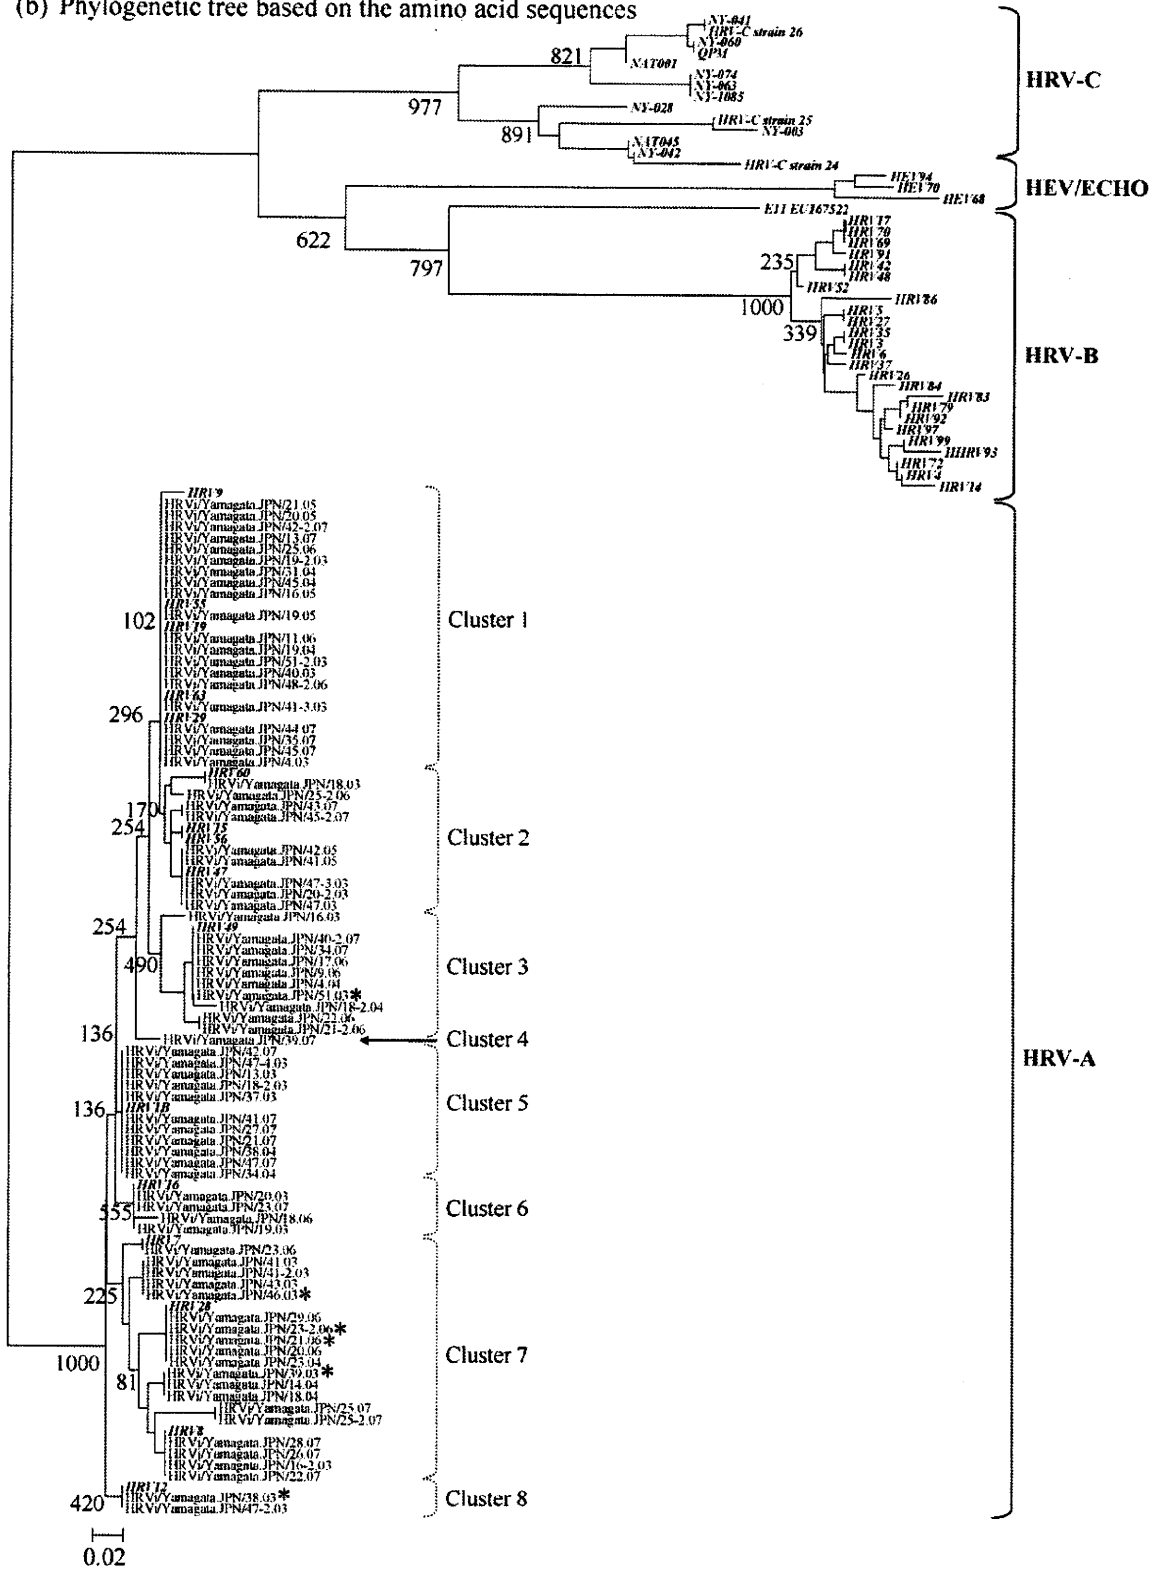 (b) Phylogenetic tree based on the amino acid sequences
NY-041
HRV-C strain 26
NY-060
QPM
NAT001
NY-074
NY-063
NY-1085
NY-028
HRV-C strain 25
NY-003
NAT045
NY-042
HRV-C strain 24
821
977
891
HRV-C
HEV94
HEV70
HEV68
HEV/ECHO
E11 EU167522
622
797
HRV17
HRV70
HRV69
HRV91
HRV42
HRV48
HRV52
HRV86
HRV5
HRV27
HRV35
HRV3
HRV6
HRV37
HRV26
HRV84
HRV83
HRV79
HRV92
HRV97
HRV99
HHRV93
HRV72
HRV4
HRV14
235
1000
339
HRV-B
HRV9
HRVi/Yamagata.JPN/21.05
HRVi/Yamagata.JPN/20.05
HRVi/Yamagata.JPN/42-2.07
HRVi/Yamagata.JPN/13.07
HRVi/Yamagata.JPN/25.06
HRVi/Yamagata.JPN/19-2.03
HRVi/Yamagata.JPN/31.04
HRVi/Yamagata.JPN/45.04
HRVi/Yamagata.JPN/16.05
HRV55
HRVi/Yamagata.JPN/19.05
HRV19
HRVi/Yamagata.JPN/11.06
HRVi/Yamagata.JPN/19.04
HRVi/Yamagata.JPN/51-2.03
HRVi/Yamagata.JPN/40.03
HRVi/Yamagata.JPN/48-2.06
HRV63
HRVi/Yamagata.JPN/41-3.03
HRV29
HRVi/Yamagata.JPN/44.07
HRVi/Yamagata.JPN/35.07
HRVi/Yamagata.JPN/45.07
HRVi/Yamagata.JPN/4.03
102
296
Cluster 1
HRV60
HRVi/Yamagata.JPN/18.03
HRVi/Yamagata.JPN/25-2.06
HRVi/Yamagata.JPN/43.07
HRVi/Yamagata.JPN/45-2.07
HRV15
HRV56
HRVi/Yamagata.JPN/42.05
HRVi/Yamagata.JPN/41.05
HRV47
HRVi/Yamagata.JPN/47-3.03
HRVi/Yamagata.JPN/20-2.03
HRVi/Yamagata.JPN/47.03
170
254
Cluster 2
HRVi/Yamagata.JPN/16.03
HRV49
HRVi/Yamagata.JPN/40-2.07
HRVi/Yamagata.JPN/34.07
HRVi/Yamagata.JPN/17.06
HRVi/Yamagata.JPN/9.06
HRVi/Yamagata.JPN/4.04
HRVi/Yamagata.JPN/51.03*
HRVi/Yamagata.JPN/18-2.04
HRVi/Yamagata.JPN/22.06
HRVi/Yamagata.JPN/21-2.06
254
490
Cluster 3
HRVi/Yamagata.JPN/39.07
136
Cluster 4
HRVi/Yamagata.JPN/42.07
HRVi/Yamagata.JPN/47-4.03
HRVi/Yamagata.JPN/13.03
HRVi/Yamagata.JPN/18-2.03
HRVi/Yamagata.JPN/37.03
HRV1B
HRVi/Yamagata.JPN/41.07
HRVi/Yamagata.JPN/27.07
HRVi/Yamagata.JPN/21.07
HRVi/Yamagata.JPN/38.04
HRVi/Yamagata.JPN/47.07
HRVi/Yamagata.JPN/34.04
136
Cluster 5
HRV16
HRVi/Yamagata.JPN/20.03
HRVi/Yamagata.JPN/23.07
HRVi/Yamagata.JPN/18.06
HRVi/Yamagata.JPN/19.03
555
Cluster 6
HRV7
HRVi/Yamagata.JPN/23.06
HRVi/Yamagata.JPN/41.03
HRVi/Yamagata.JPN/41-2.03
HRVi/Yamagata.JPN/43.03
HRVi/Yamagata.JPN/46.03*
HRV28
HRVi/Yamagata.JPN/29.06
HRVi/Yamagata.JPN/23-2.06*
HRVi/Yamagata.JPN/21.06*
HRVi/Yamagata.JPN/20.06
HRVi/Yamagata.JPN/23.04
HRVi/Yamagata.JPN/39.03*
HRVi/Yamagata.JPN/14.04
HRVi/Yamagata.JPN/18.04
HRVi/Yamagata.JPN/25.07
HRVi/Yamagata.JPN/25-2.07
HRV8
HRVi/Yamagata.JPN/28.07
HRVi/Yamagata.JPN/26.07
HRVi/Yamagata.JPN/16-2.03
HRVi/Yamagata.JPN/22.07
225
1000
81
Cluster 7
HRV12
HRVi/Yamagata.JPN/38.03*
HRVi/Yamagata.JPN/47-2.03
420
Cluster 8
HRV-A
0.02